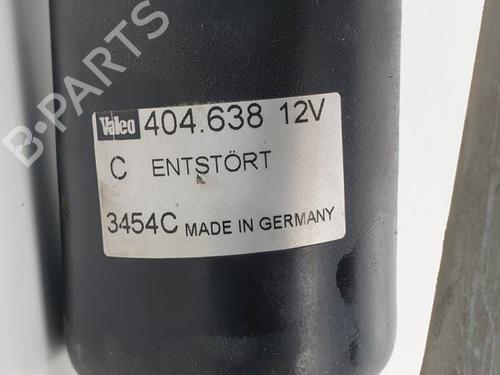 B-PARTS
Valeo 404.638 12V
C ENTSTÖRT
3454C MADE IN GERMANY